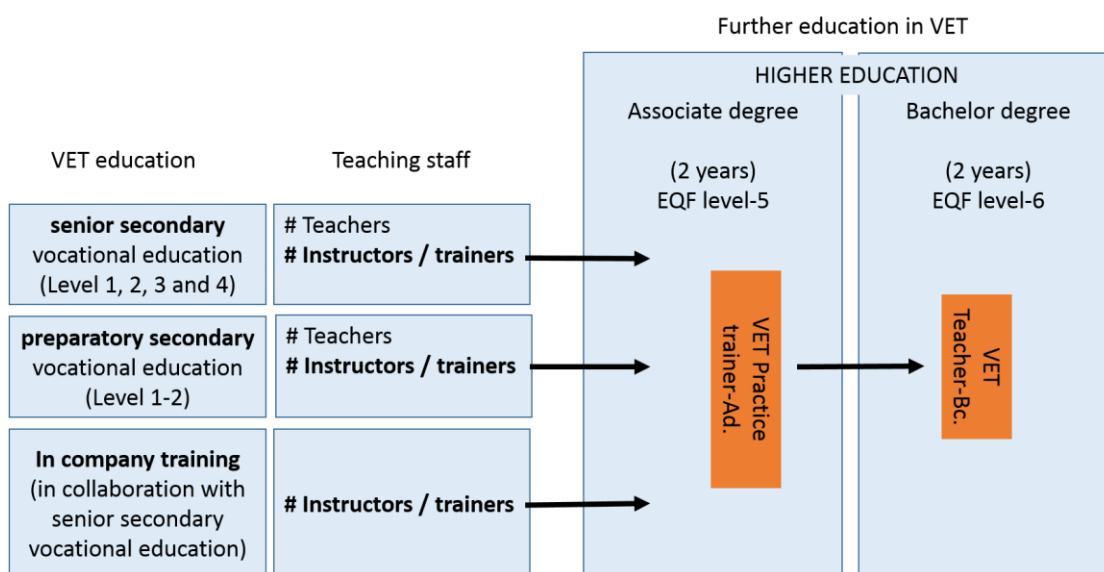 Further education in VET
HIGHER EDUCATION
Associate degree
(2 years)
EQF level-5
Bachelor degree
(2 years)
EQF level-6
VET education
Teaching staff
senior secondary
vocational education
(Level 1, 2, 3 and 4)
# Teachers
# Instructors / trainers
preparatory secondary
vocational education
(Level 1-2)
# Teachers
# Instructors / trainers
In company training
(in collaboration with
senior secondary
vocational education)
# Instructors / trainers
VET Practice
trainer-Ad.
VET
Teacher-Bc.